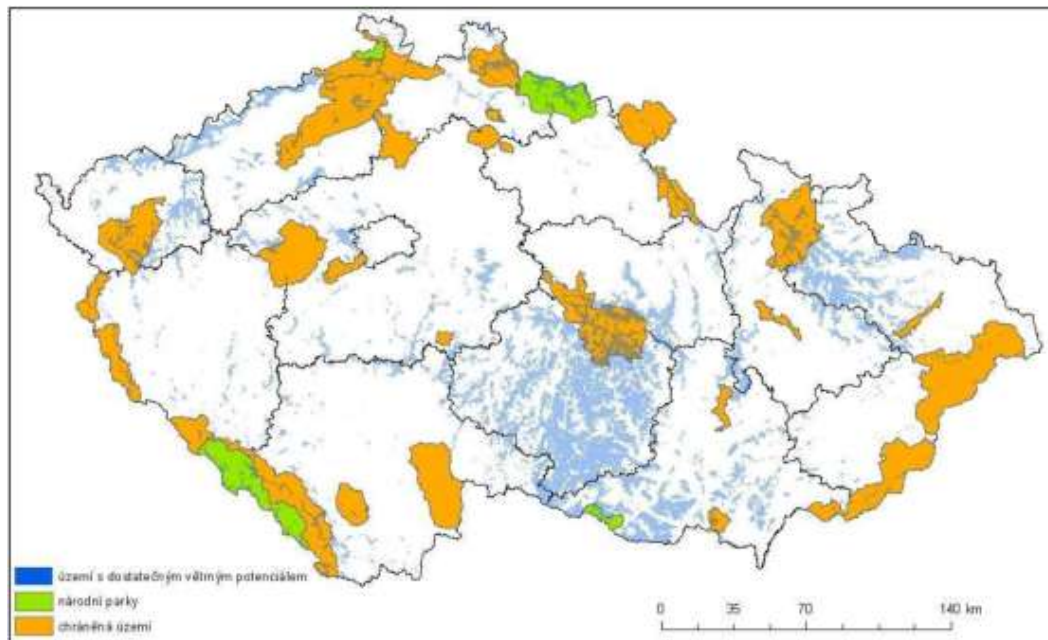 území s dostatečným větrným potenciálem
národní parky
chráněná území
0 35 70 140 km